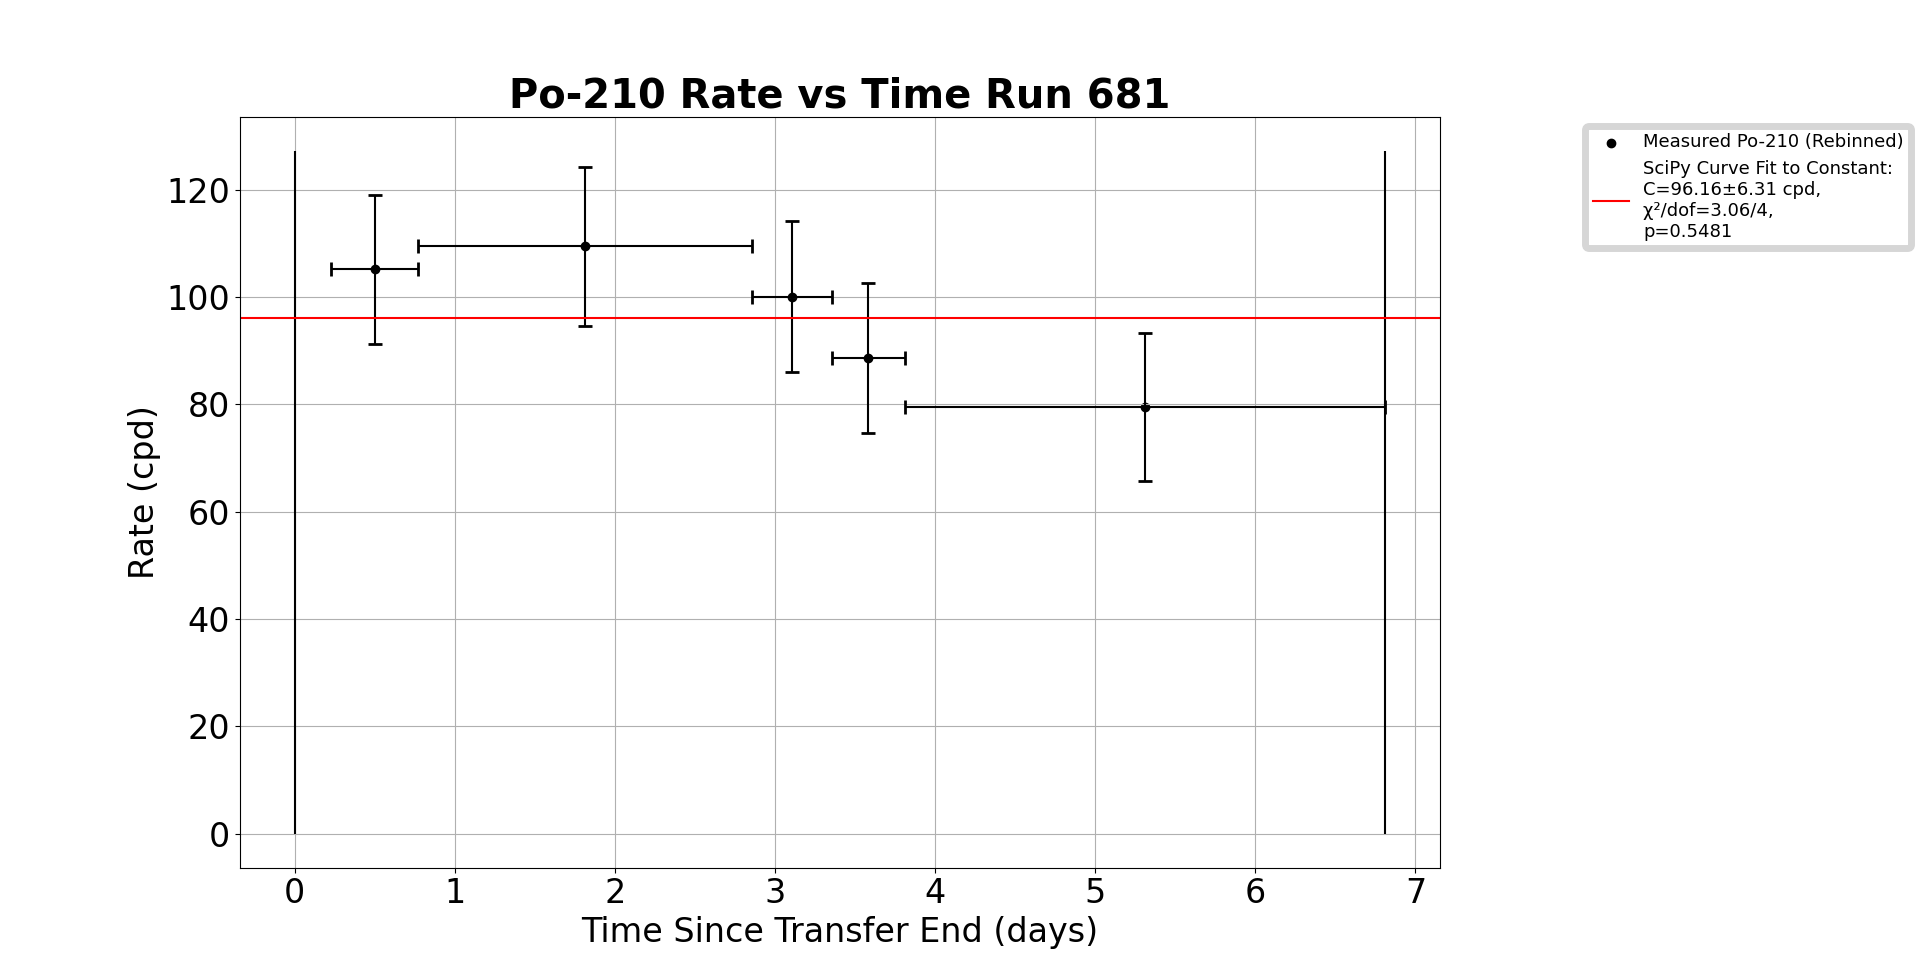 Po-210 Rate vs Time Run 681
Measured Po-210 (Rebinned)
SciPy Curve Fit to Constant:
C=96.16±6.31 cpd,
χ²/dof=3.06/4,
p=0.5481
Rate (cpd)
120
100
80
60
40
20
0
0 1 2 3 4 5 6 7
Time Since Transfer End (days)